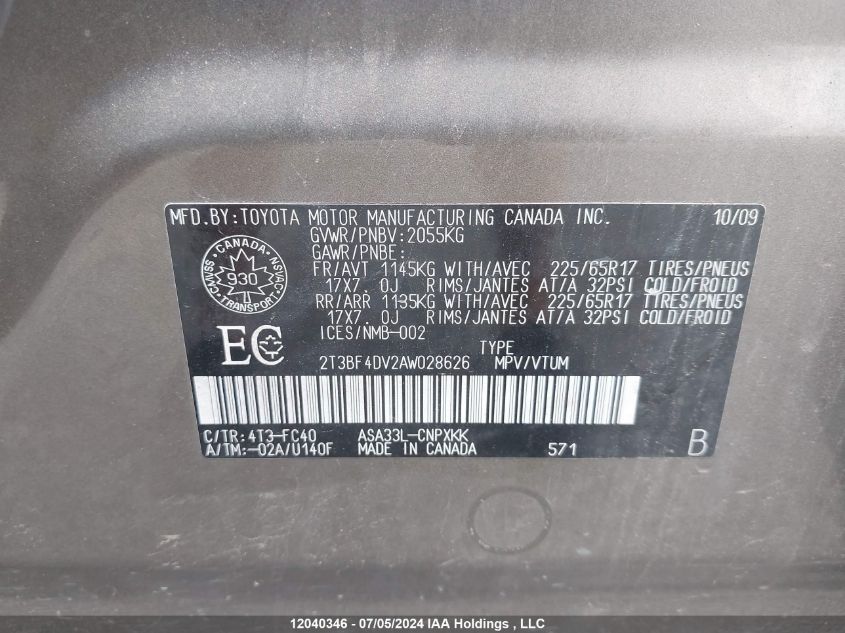 MFD.BY:TOYOTA MOTOR MANUFACTURING CANADA INC. 10/09
GVWR/PNBV:2055KG
GAWR/PNBE:
FR/AVT 1145KG WITH/AVEC 225/65R17 TIRES/PNEUS
17X7.0J RIMS/JANTES AT/A 32PSI COLD/FROID
RR/ARR 1135KG WITH/AVEC 225/65R17 TIRES/PNEUS
17X7.0J RIMS/JANTES AT/A 32PSI COLD/FROID
ICES/NMB-002
CANADA
CMVSS 930 NSVAC
TRANSPORT
EC
TYPE
2T3BF4DV2AW028626 MPV/VTUM
C/TR:4T3-FC40 ASA33L-CNPXKK
A/TM:-02A/U140F MADE IN CANADA 571 B
12040346 - 07/05/2024 IAA Holdings , LLC